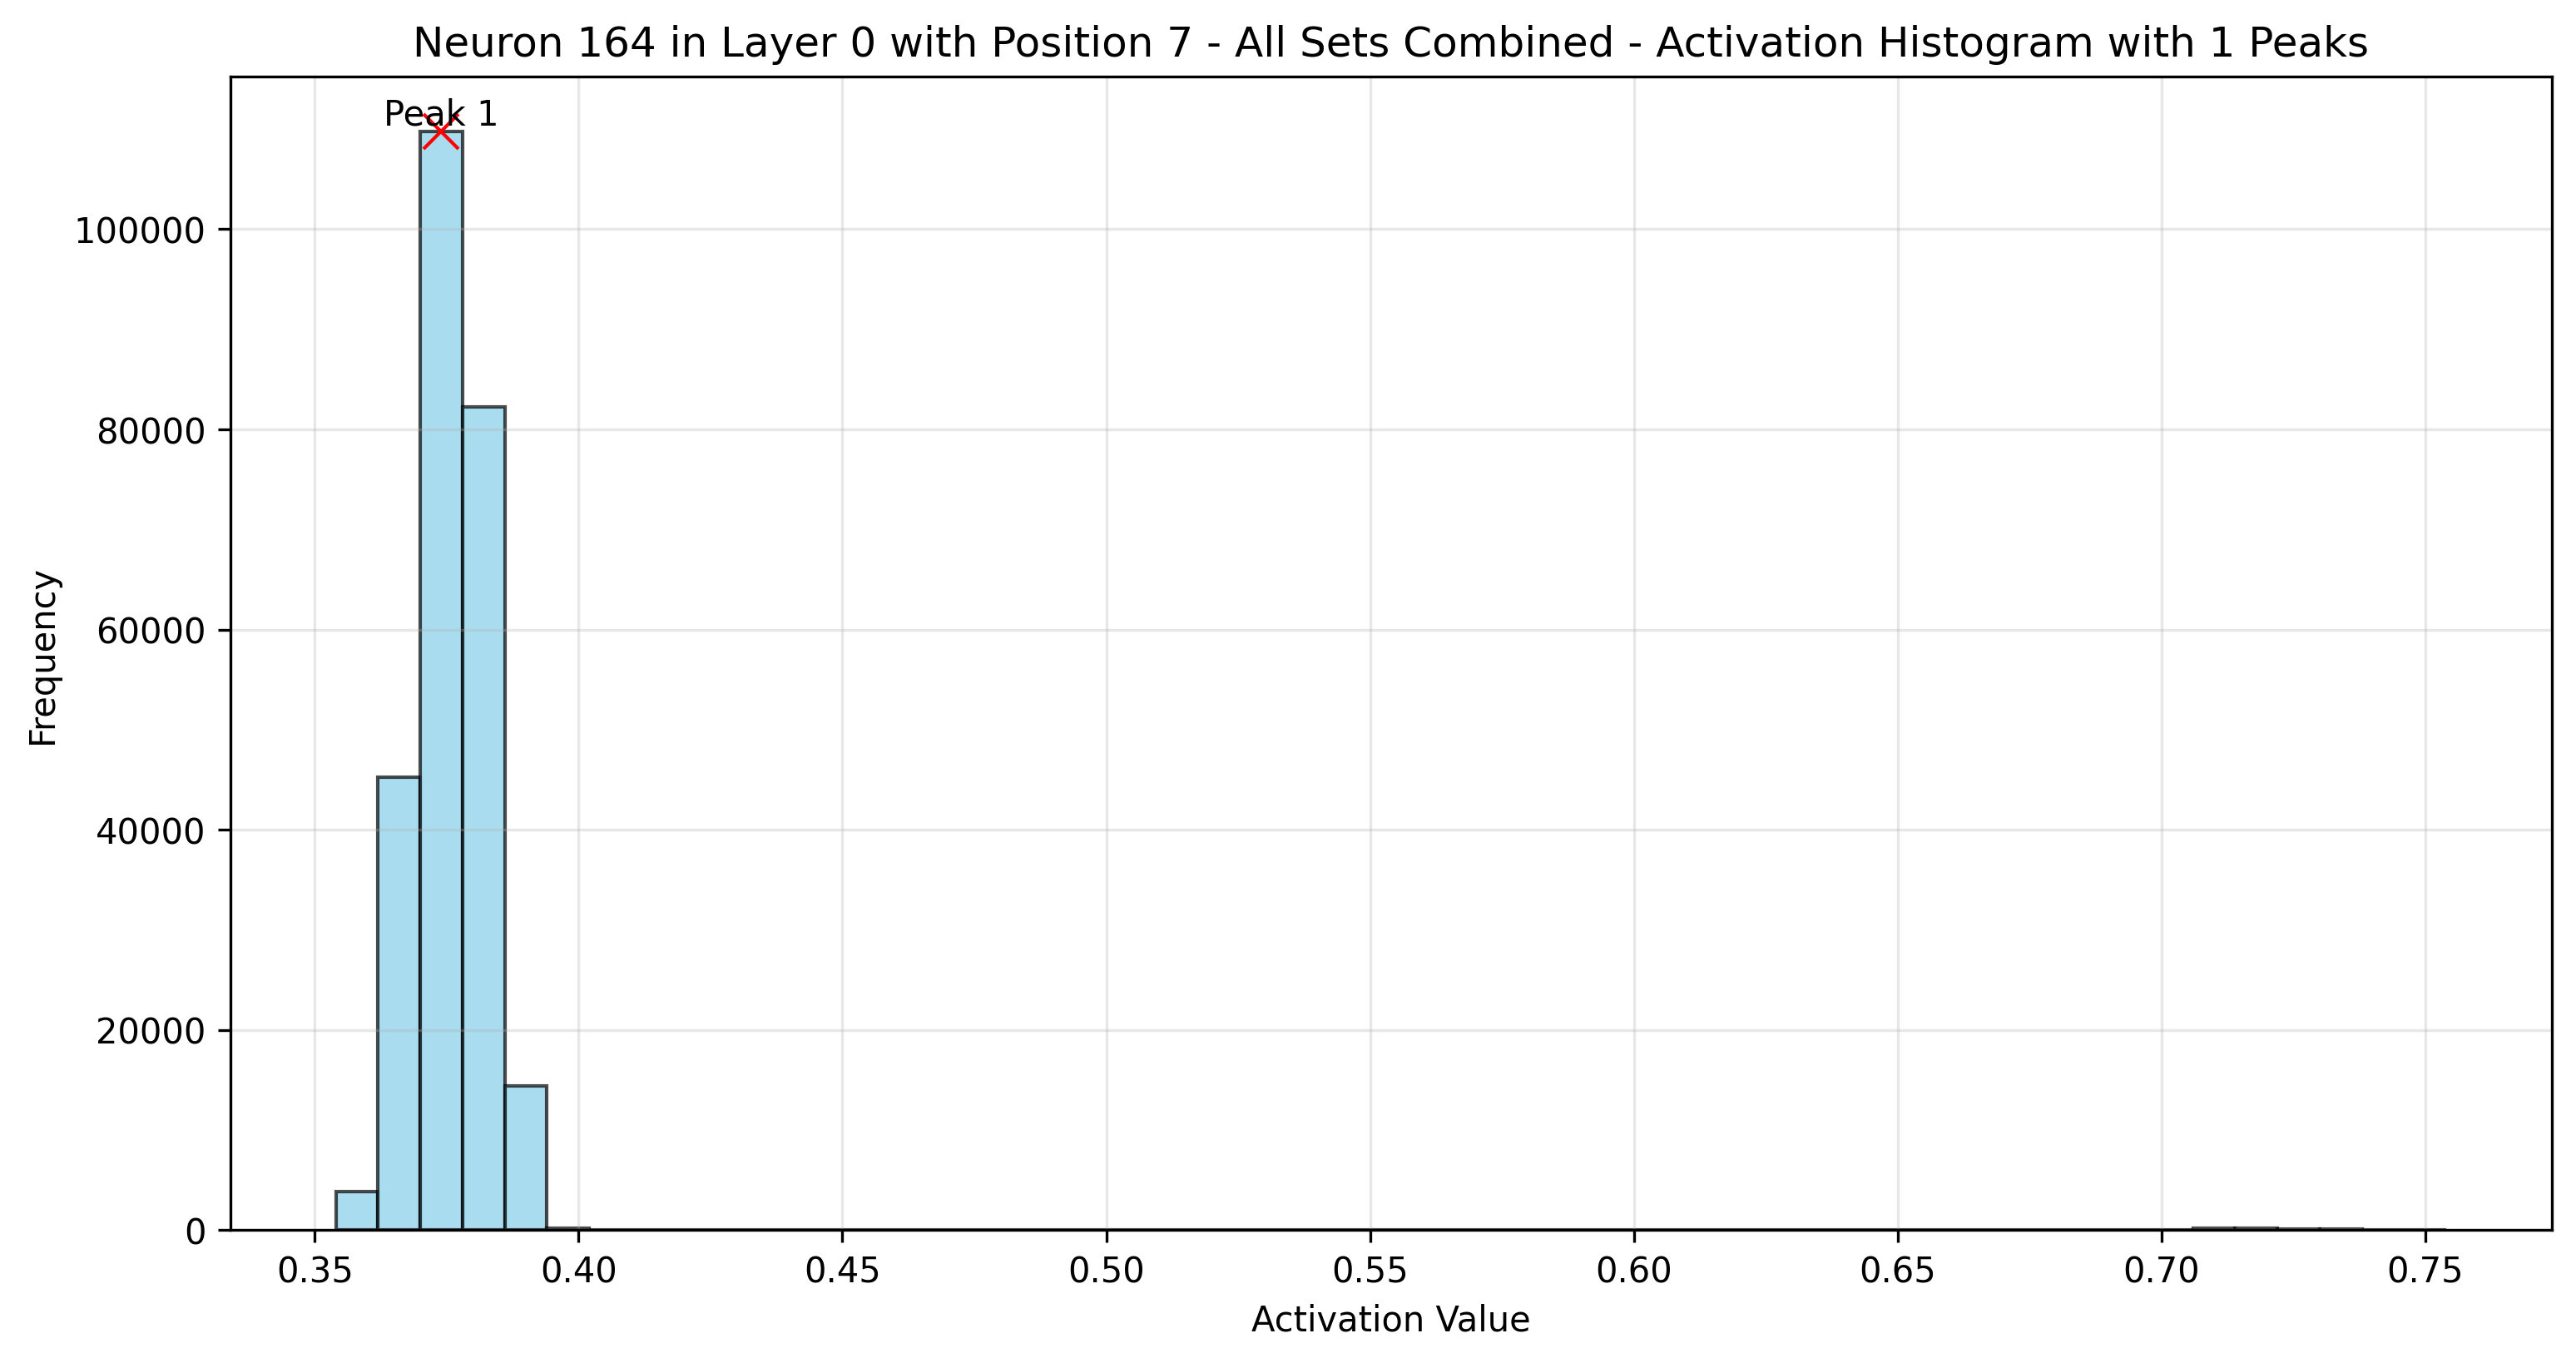 Neuron 164 in Layer 0 with Position 7 - All Sets Combined - Activation Histogram with 1 Peaks
Peak 1
100000
80000
60000
40000
20000
0
Frequency
0.35 0.40 0.45 0.50 0.55 0.60 0.65 0.70 0.75
Activation Value